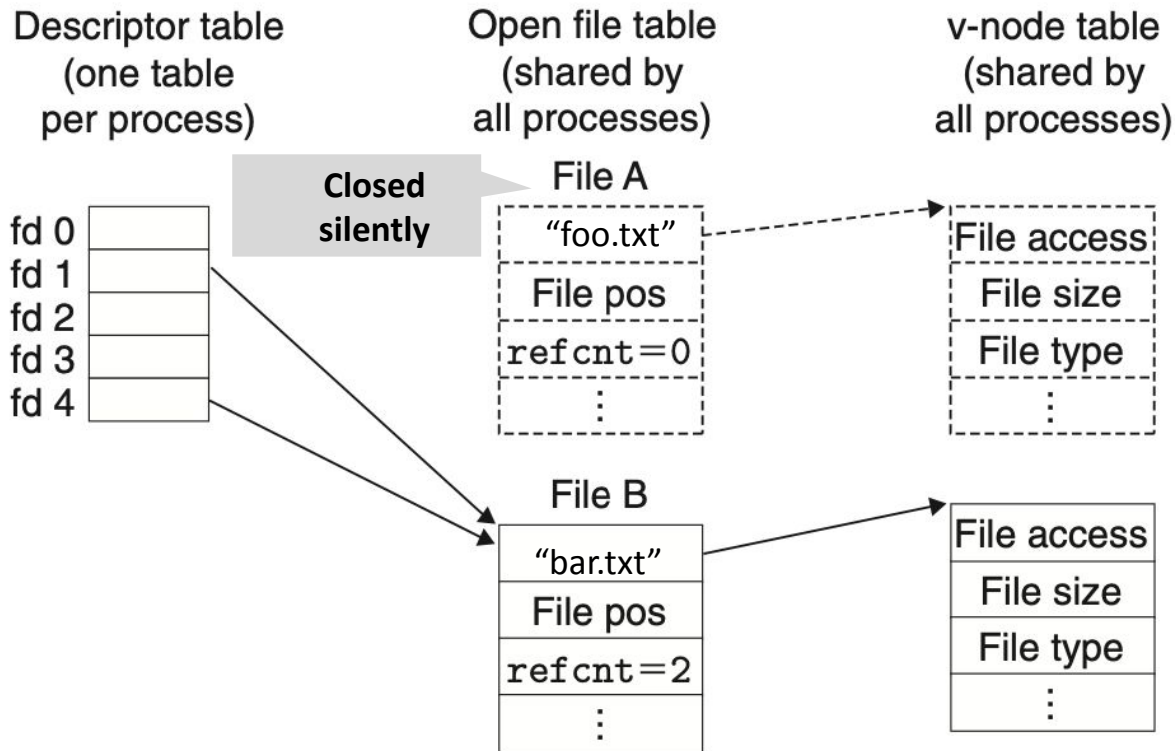 Descriptor table
(one table
per process)
Open file table
(shared by
all processes)
v-node table
(shared by
all processes)
Closed
silently
fd 0
fd 1
fd 2
fd 3
fd 4
File A
“foo.txt”
File pos
refcnt=0
⋮
File access
File size
File type
⋮
File B
“bar.txt”
File pos
refcnt=2
⋮
File access
File size
File type
⋮